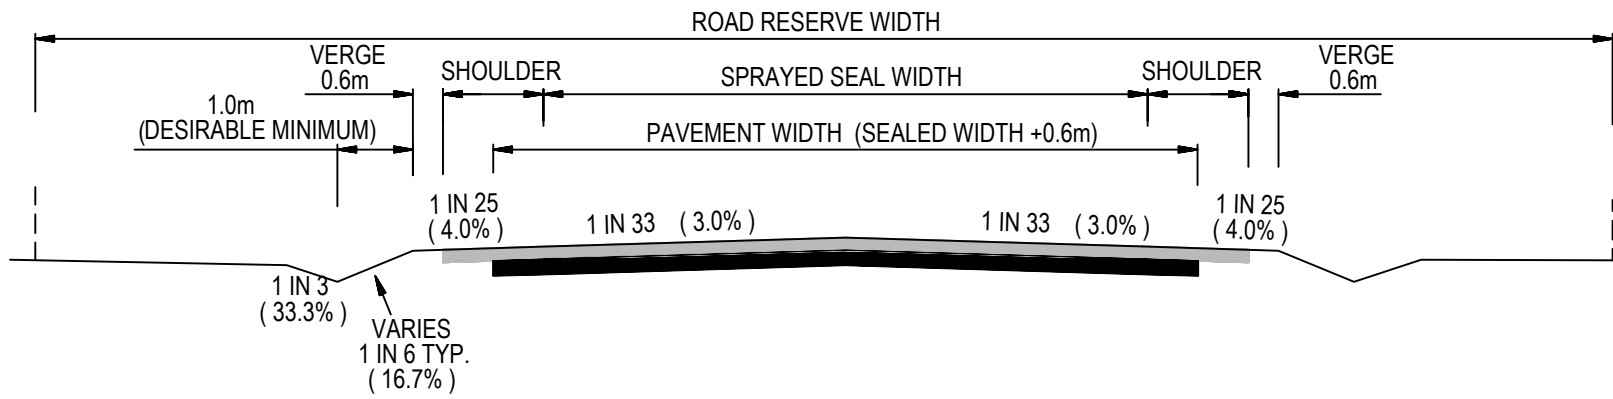 ROAD RESERVE WIDTH
VERGE
0.6m
SHOULDER
SPRAYED SEAL WIDTH
SHOULDER
VERGE
0.6m
1.0m
(DESIRABLE MINIMUM)
PAVEMENT WIDTH (SEALED WIDTH +0.6m)
1 IN 25
( 4.0% )
1 IN 33 ( 3.0% )
1 IN 33 ( 3.0% )
1 IN 25
( 4.0% )
1 IN 3
( 33.3% )
VARIES
1 IN 6 TYP.
( 16.7% )